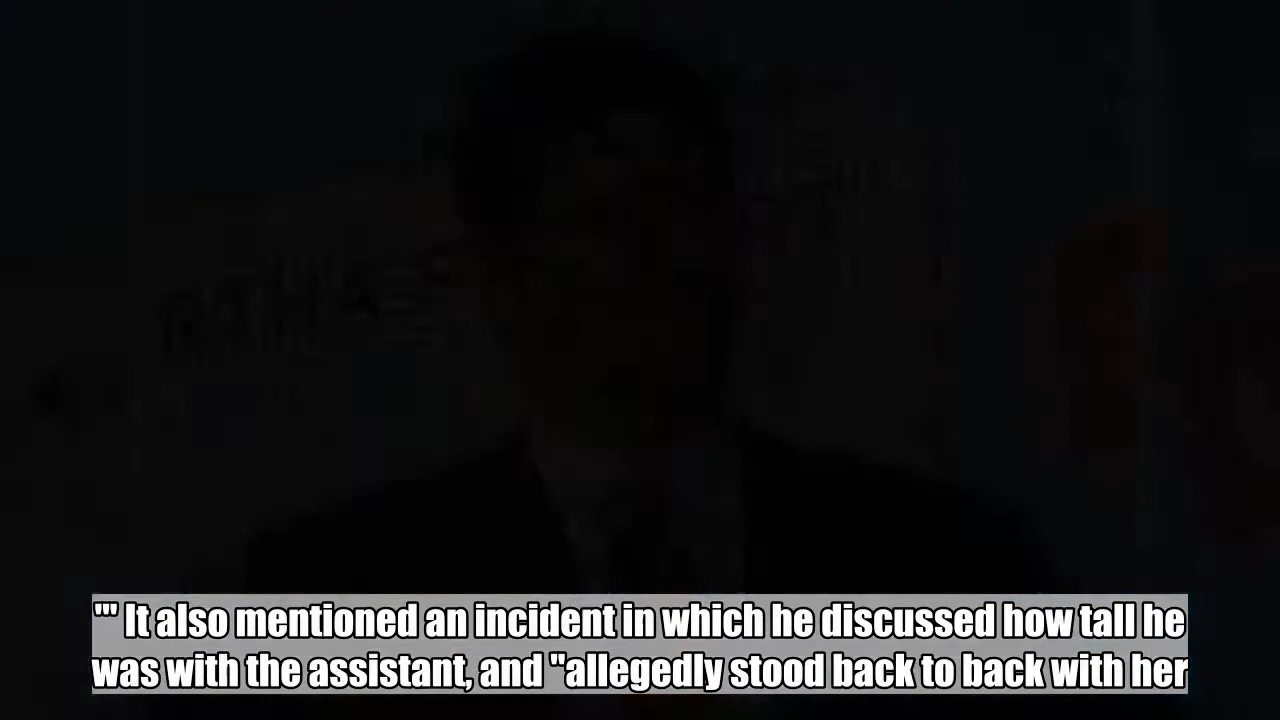 "' It also mentioned an incident in which he discussed how tall he
was with the assistant, and "allegedly stood back to back with her